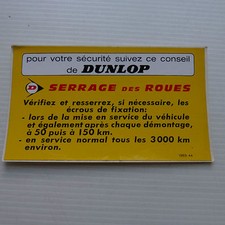 pour votre sécurité suivez ce conseil
de DUNLOP
D SERRAGE DES ROUES
Vérifiez et resserrez, si nécessaire, les
écrous de fixation:
- lors de la mise en service du véhicule
et également après chaque démontage,
à 50 puis à 150 km.
- en service normal tous les 3000 km
environ.